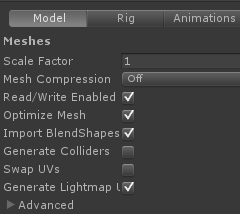 Model Rig Animations
Meshes
Scale Factor 1
Mesh Compression Off
Read/Write Enabled
Optimize Mesh
Import BlendShapes
Generate Colliders
Swap UVs
Generate Lightmap U
Advanced